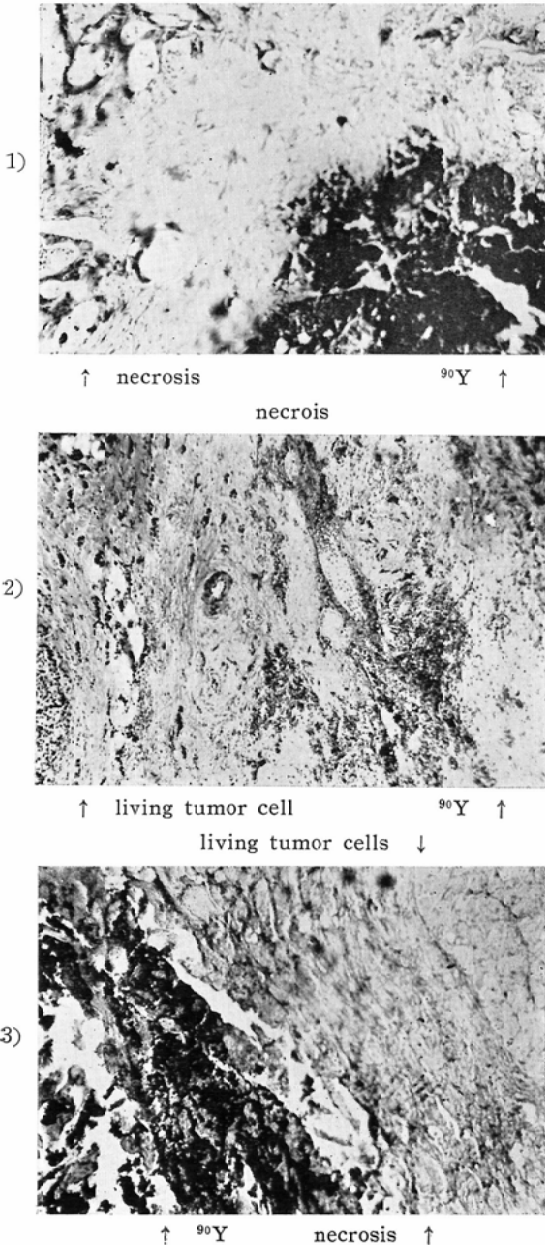 1)
↑ necrosis ⁹⁰Y ↑
necrois
2)
↑ living tumor cell ⁹⁰Y ↑
living tumor cells ↓
3)
↑ ⁹⁰Y necrosis ↑